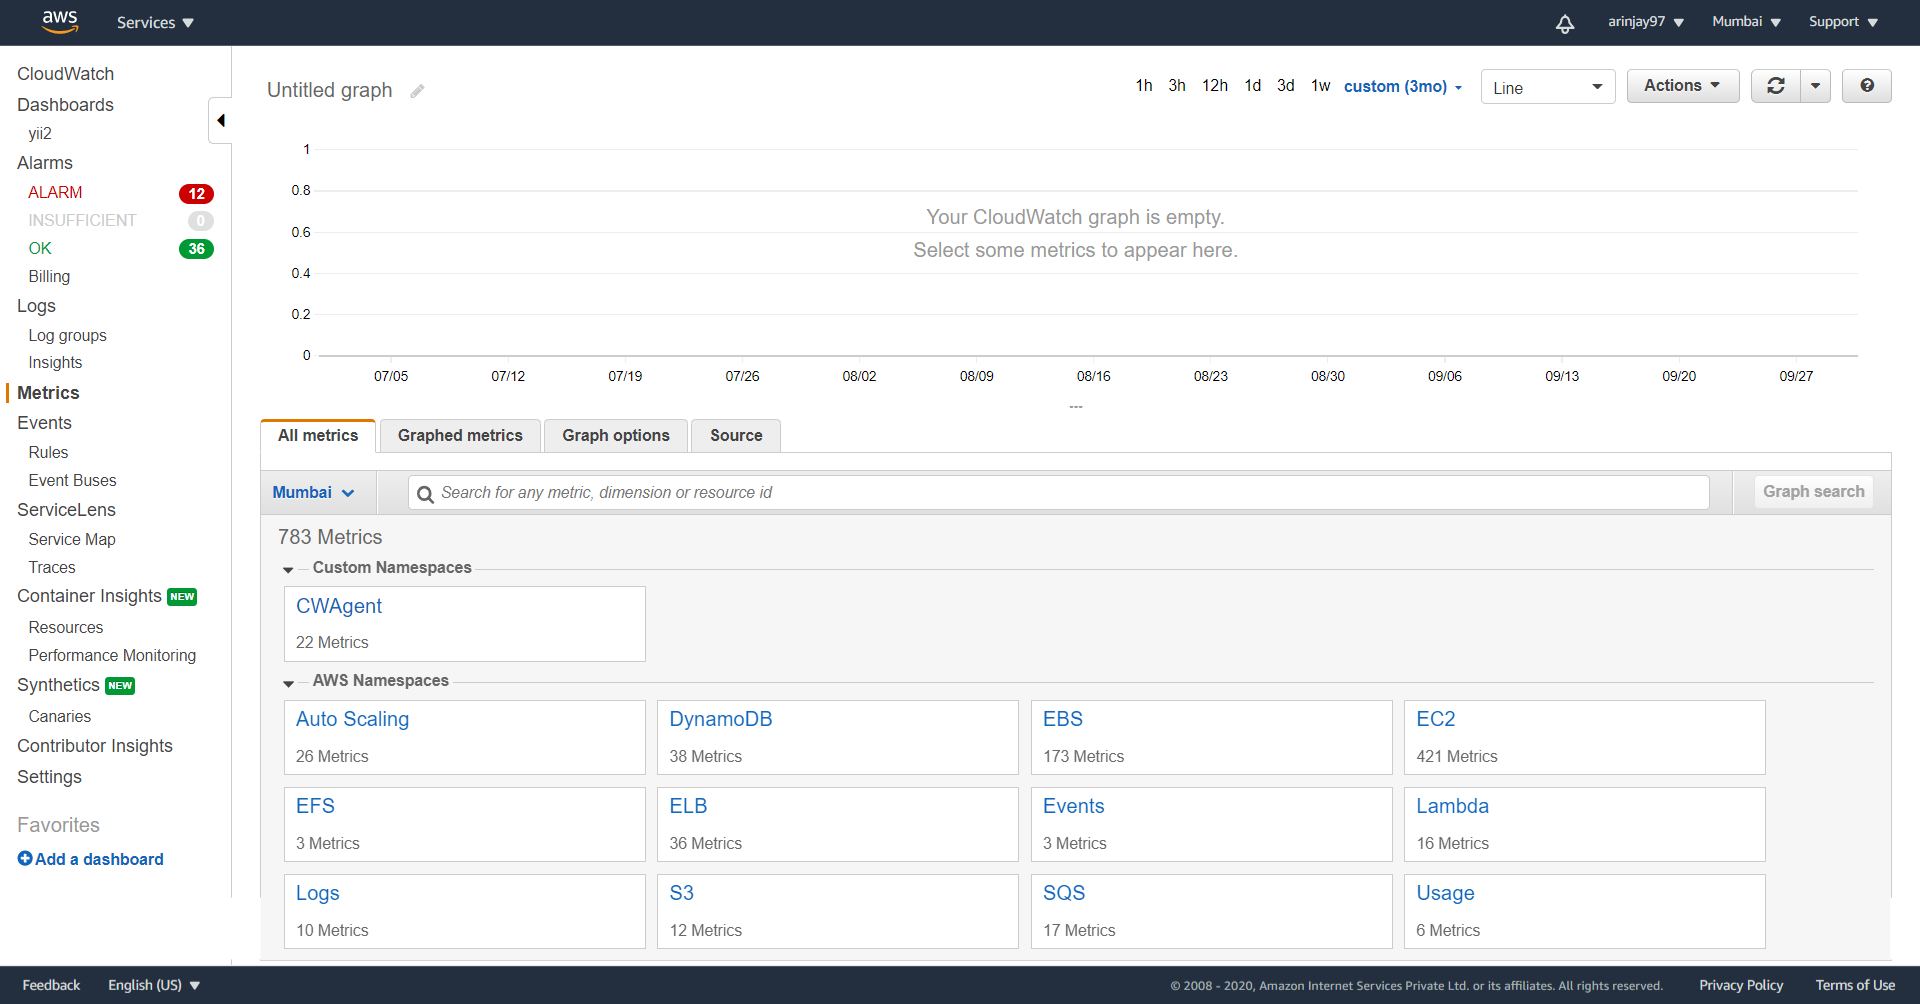 aws
Services
arinjay97
Mumbai
Support
CloudWatch
Dashboards
yii2
Alarms
ALARM 12
INSUFFICIENT 0
OK 36
Billing
Logs
Log groups
Insights
Metrics
Events
Rules
Event Buses
ServiceLens
Service Map
Traces
Container Insights NEW
Resources
Performance Monitoring
Synthetics NEW
Canaries
Contributor Insights
Settings
Favorites
Add a dashboard
Untitled graph
1h 3h 12h 1d 3d 1w custom (3mo)
Line
Actions
?
1
0.8
0.6
0.4
0.2
0
Your CloudWatch graph is empty.
Select some metrics to appear here.
07/05 07/12 07/19 07/26 08/02 08/09 08/16 08/23 08/30 09/06 09/13 09/20 09/27
---
All metrics
Graphed metrics
Graph options
Source
Mumbai
Search for any metric, dimension or resource id
Graph search
783 Metrics
Custom Namespaces
CWAgent
22 Metrics
AWS Namespaces
Auto Scaling
26 Metrics
DynamoDB
38 Metrics
EBS
173 Metrics
EC2
421 Metrics
EFS
3 Metrics
ELB
36 Metrics
Events
3 Metrics
Lambda
16 Metrics
Logs
10 Metrics
S3
12 Metrics
SQS
17 Metrics
Usage
6 Metrics
Feedback
English (US)
© 2008 - 2020, Amazon Internet Services Private Ltd. or its affiliates. All rights reserved.
Privacy Policy
Terms of Use